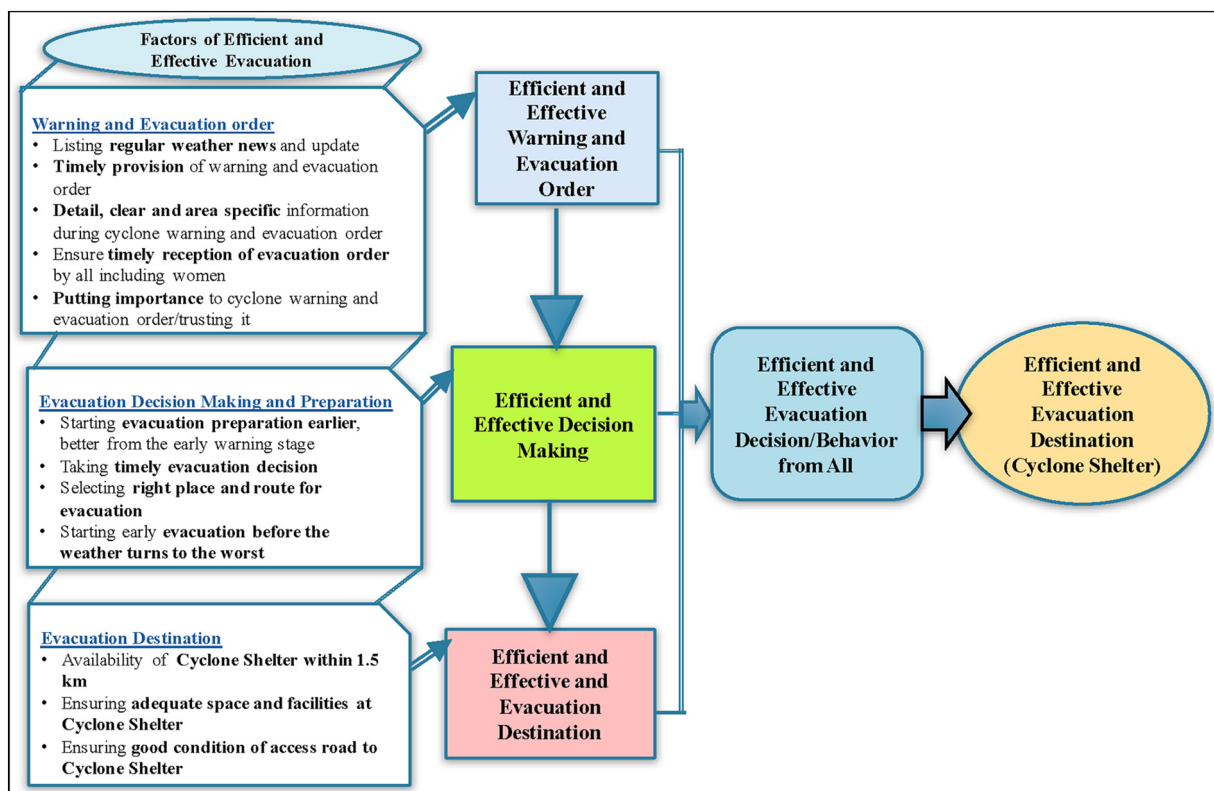 Factors of Efficient and
Effective Evacuation
Warning and Evacuation order
• Listing regular weather news and update
• Timely provision of warning and evacuation
order
• Detail, clear and area specific information
during cyclone warning and evacuation order
• Ensure timely reception of evacuation order
by all including women
• Putting importance to cyclone warning and
evacuation order/trusting it
Evacuation Decision Making and Preparation
• Starting evacuation preparation earlier,
better from the early warning stage
• Taking timely evacuation decision
• Selecting right place and route for
evacuation
• Starting early evacuation before the
weather turns to the worst
Evacuation Destination
• Availability of Cyclone Shelter within 1.5
km
• Ensuring adequate space and facilities at
Cyclone Shelter
• Ensuring good condition of access road to
Cyclone Shelter
Efficient and
Effective
Warning and
Evacuation
Order
Efficient and
Effective Decision
Making
Efficient and
Effective and
Evacuation
Destination
Efficient and
Effective
Evacuation
Decision/Behavior
from All
Efficient and
Effective
Evacuation
Destination
(Cyclone Shelter)